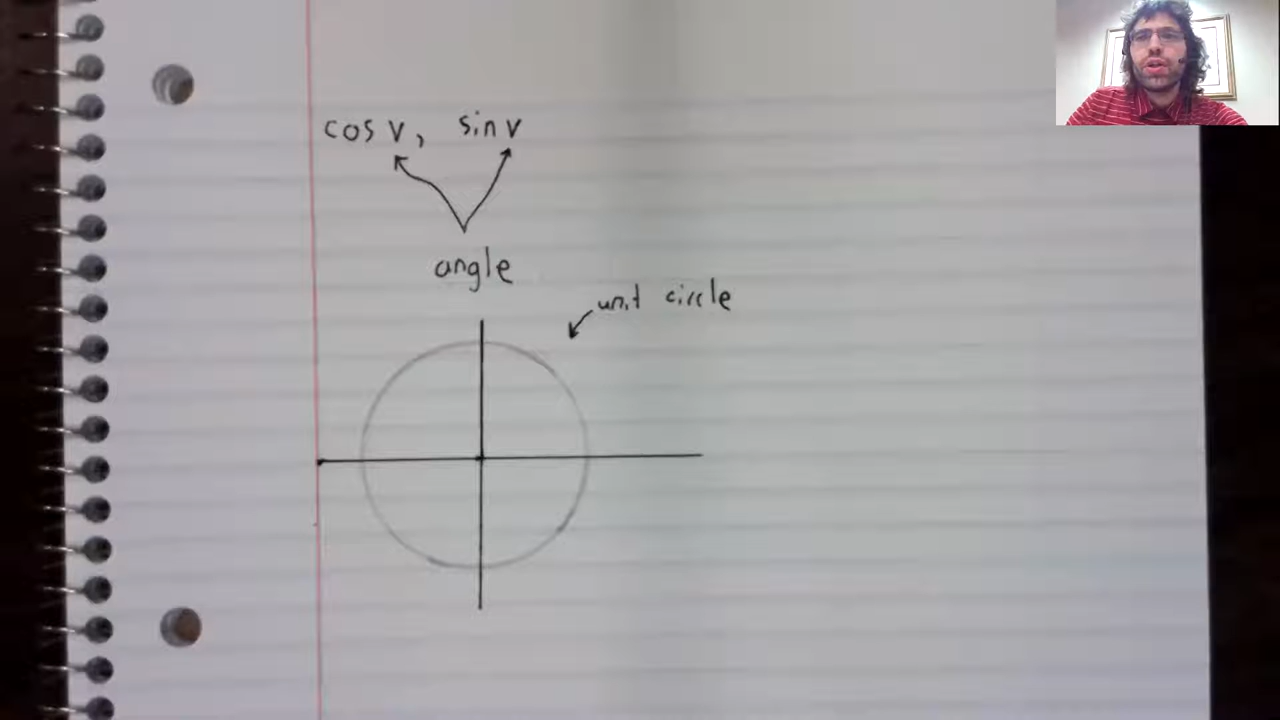 cos v, sin v
angle
unit circle